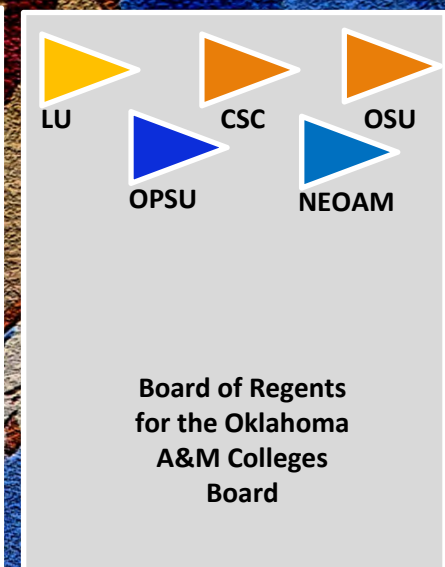 LU CSC OSU
OPSU NEOAM
Board of Regents
for the Oklahoma
A&M Colleges
Board